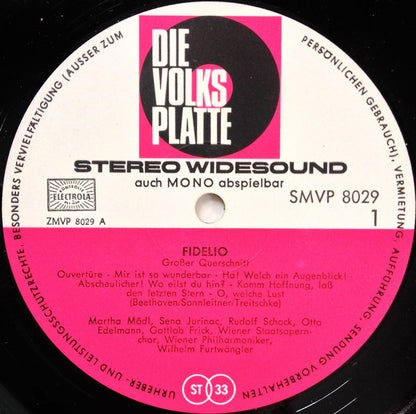 DIE
VOLKS
PLATTE
STEREO WIDESOUND
auch MONO abspielbar
ELECTROLA
ZMVP 8029 A
SMVP 8029
1
FIDELIO
Großer Querschnitt
Ouvertüre - Mir ist so wunderbar - Ha! Welch ein Augenblick!
Abscheulicher! Wo eilst du hin? - Komm Hoffnung, laß
den letzten Stern - O, welche Lust
(Beethoven/Sonnleitner/Treitschke)
Martha Mödl, Sena Jurinac, Rudolf Schock, Otto
Edelmann, Gottlob Frick, Wiener Staatsopern-
chor, Wiener Philharmoniker,
Wilhelm Furtwängler
ST 33
URHEBER- UND LEISTUNGSSCHUTZRECHTE, BESONDERS VERVIELFÄLTIGUNG (AUSSER ZUM PERSÖNLICHEN GEBRAUCH), VERMIETUNG, AUFFÜHRUNG, SENDUNG VORBEHALTEN